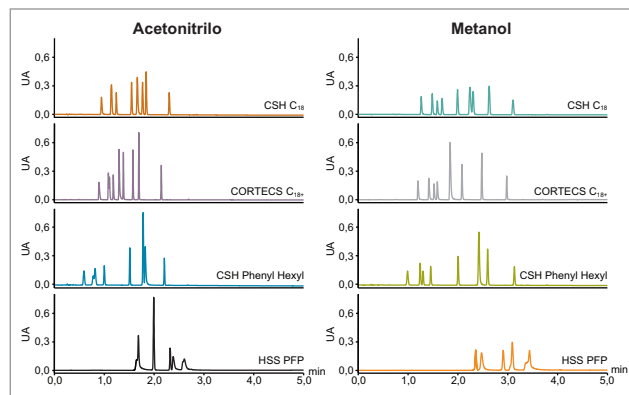 Acetonitrilo
UA
0,6
0,3
0,0
CSH C18
UA
0,6
0,3
0,0
CORTECS C18+
UA
0,6
0,3
0,0
CSH Phenyl Hexyl
UA
0,6
0,3
0,0
HSS PFP
0,0 1,0 2,0 3,0 4,0 5,0 min
Metanol
UA
0,6
0,3
0,0
CSH C18
UA
0,6
0,3
0,0
CORTECS C18+
UA
0,6
0,3
0,0
CSH Phenyl Hexyl
UA
0,6
0,3
0,0
HSS PFP
0,0 1,0 2,0 3,0 4,0 5,0 min